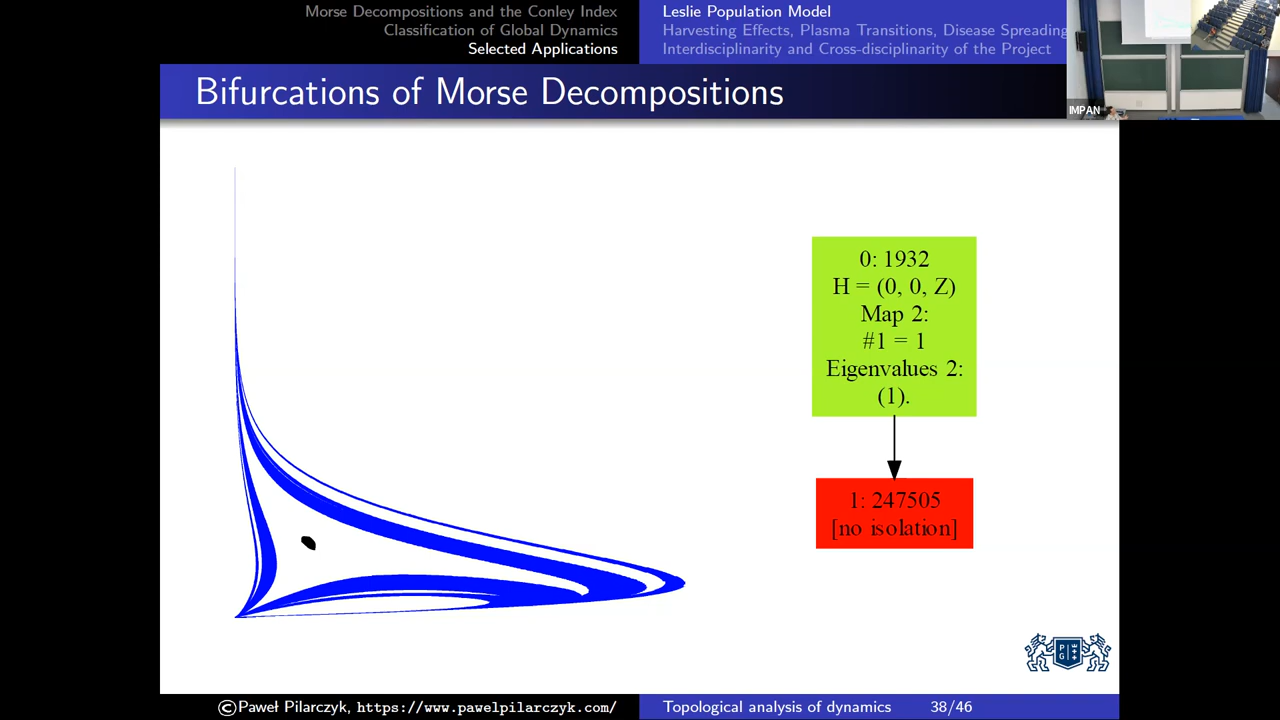 Morse Decompositions and the Conley Index
Classification of Global Dynamics
Selected Applications
Leslie Population Model
Harvesting Effects, Plasma Transitions, Disease Spreading
Interdisciplinarity and Cross-disciplinarity of the Project
IMPAN
Bifurcations of Morse Decompositions
0: 1932
H = (0, 0, Z)
Map 2:
#1 = 1
Eigenvalues 2:
(1).
1: 247505
[no isolation]
P G
©Paweł Pilarczyk, https://www.pawelpilarczyk.com/
Topological analysis of dynamics 38/46